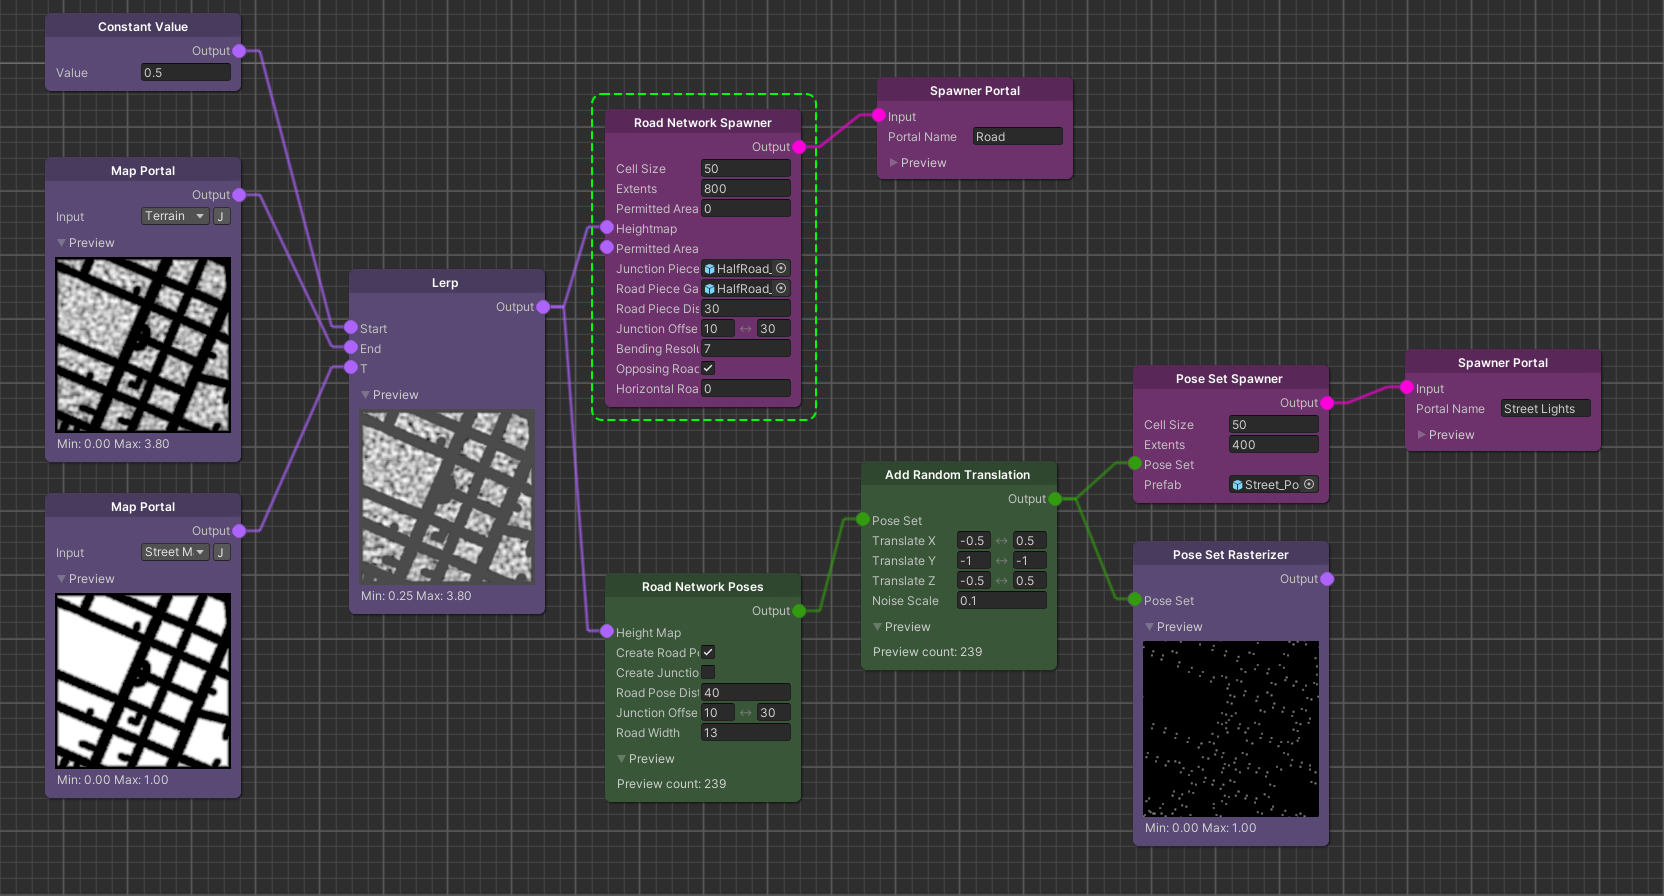 Constant Value
Output
Value 0.5
Map Portal
Output
Input Terrain J
Preview
Min: 0.00 Max: 3.80
Map Portal
Output
Input Street M J
Preview
Min: 0.00 Max: 1.00
Lerp
Output
Start
End
T
Preview
Min: 0.25 Max: 3.80
Road Network Spawner
Output
Cell Size 50
Extents 800
Permitted Area 0
Heightmap
Permitted Area
Junction Piece HalfRoad_
Road Piece Ga HalfRoad_
Road Piece Dis 30
Junction Offse 10 ↔ 30
Bending Resolu 7
Opposing Road
Horizontal Roa 0
Spawner Portal
Input
Portal Name Road
Preview
Road Network Poses
Output
Height Map
Create Road Po
Create Junctio
Road Pose Dist 40
Junction Offse 10 ↔ 30
Road Width 13
Preview
Preview count: 239
Add Random Translation
Output
Pose Set
Translate X -0.5 ↔ 0.5
Translate Y -1 ↔ -1
Translate Z -0.5 ↔ 0.5
Noise Scale 0.1
Preview
Preview count: 239
Pose Set Spawner
Output
Cell Size 50
Extents 400
Pose Set
Prefab Street_Po
Spawner Portal
Input
Portal Name Street Lights
Preview
Pose Set Rasterizer
Output
Pose Set
Preview
Min: 0.00 Max: 1.00